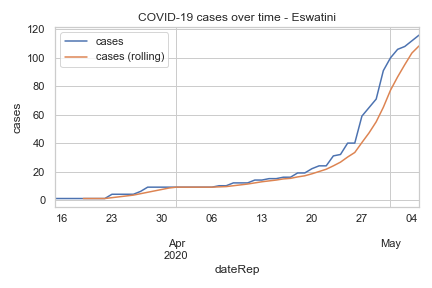 COVID-19 cases over time - Eswatini
cases
cases (rolling)
120
100
80
60
40
20
0
cases
16 23 30 06 13 20 27 04
Apr May
2020
dateRep